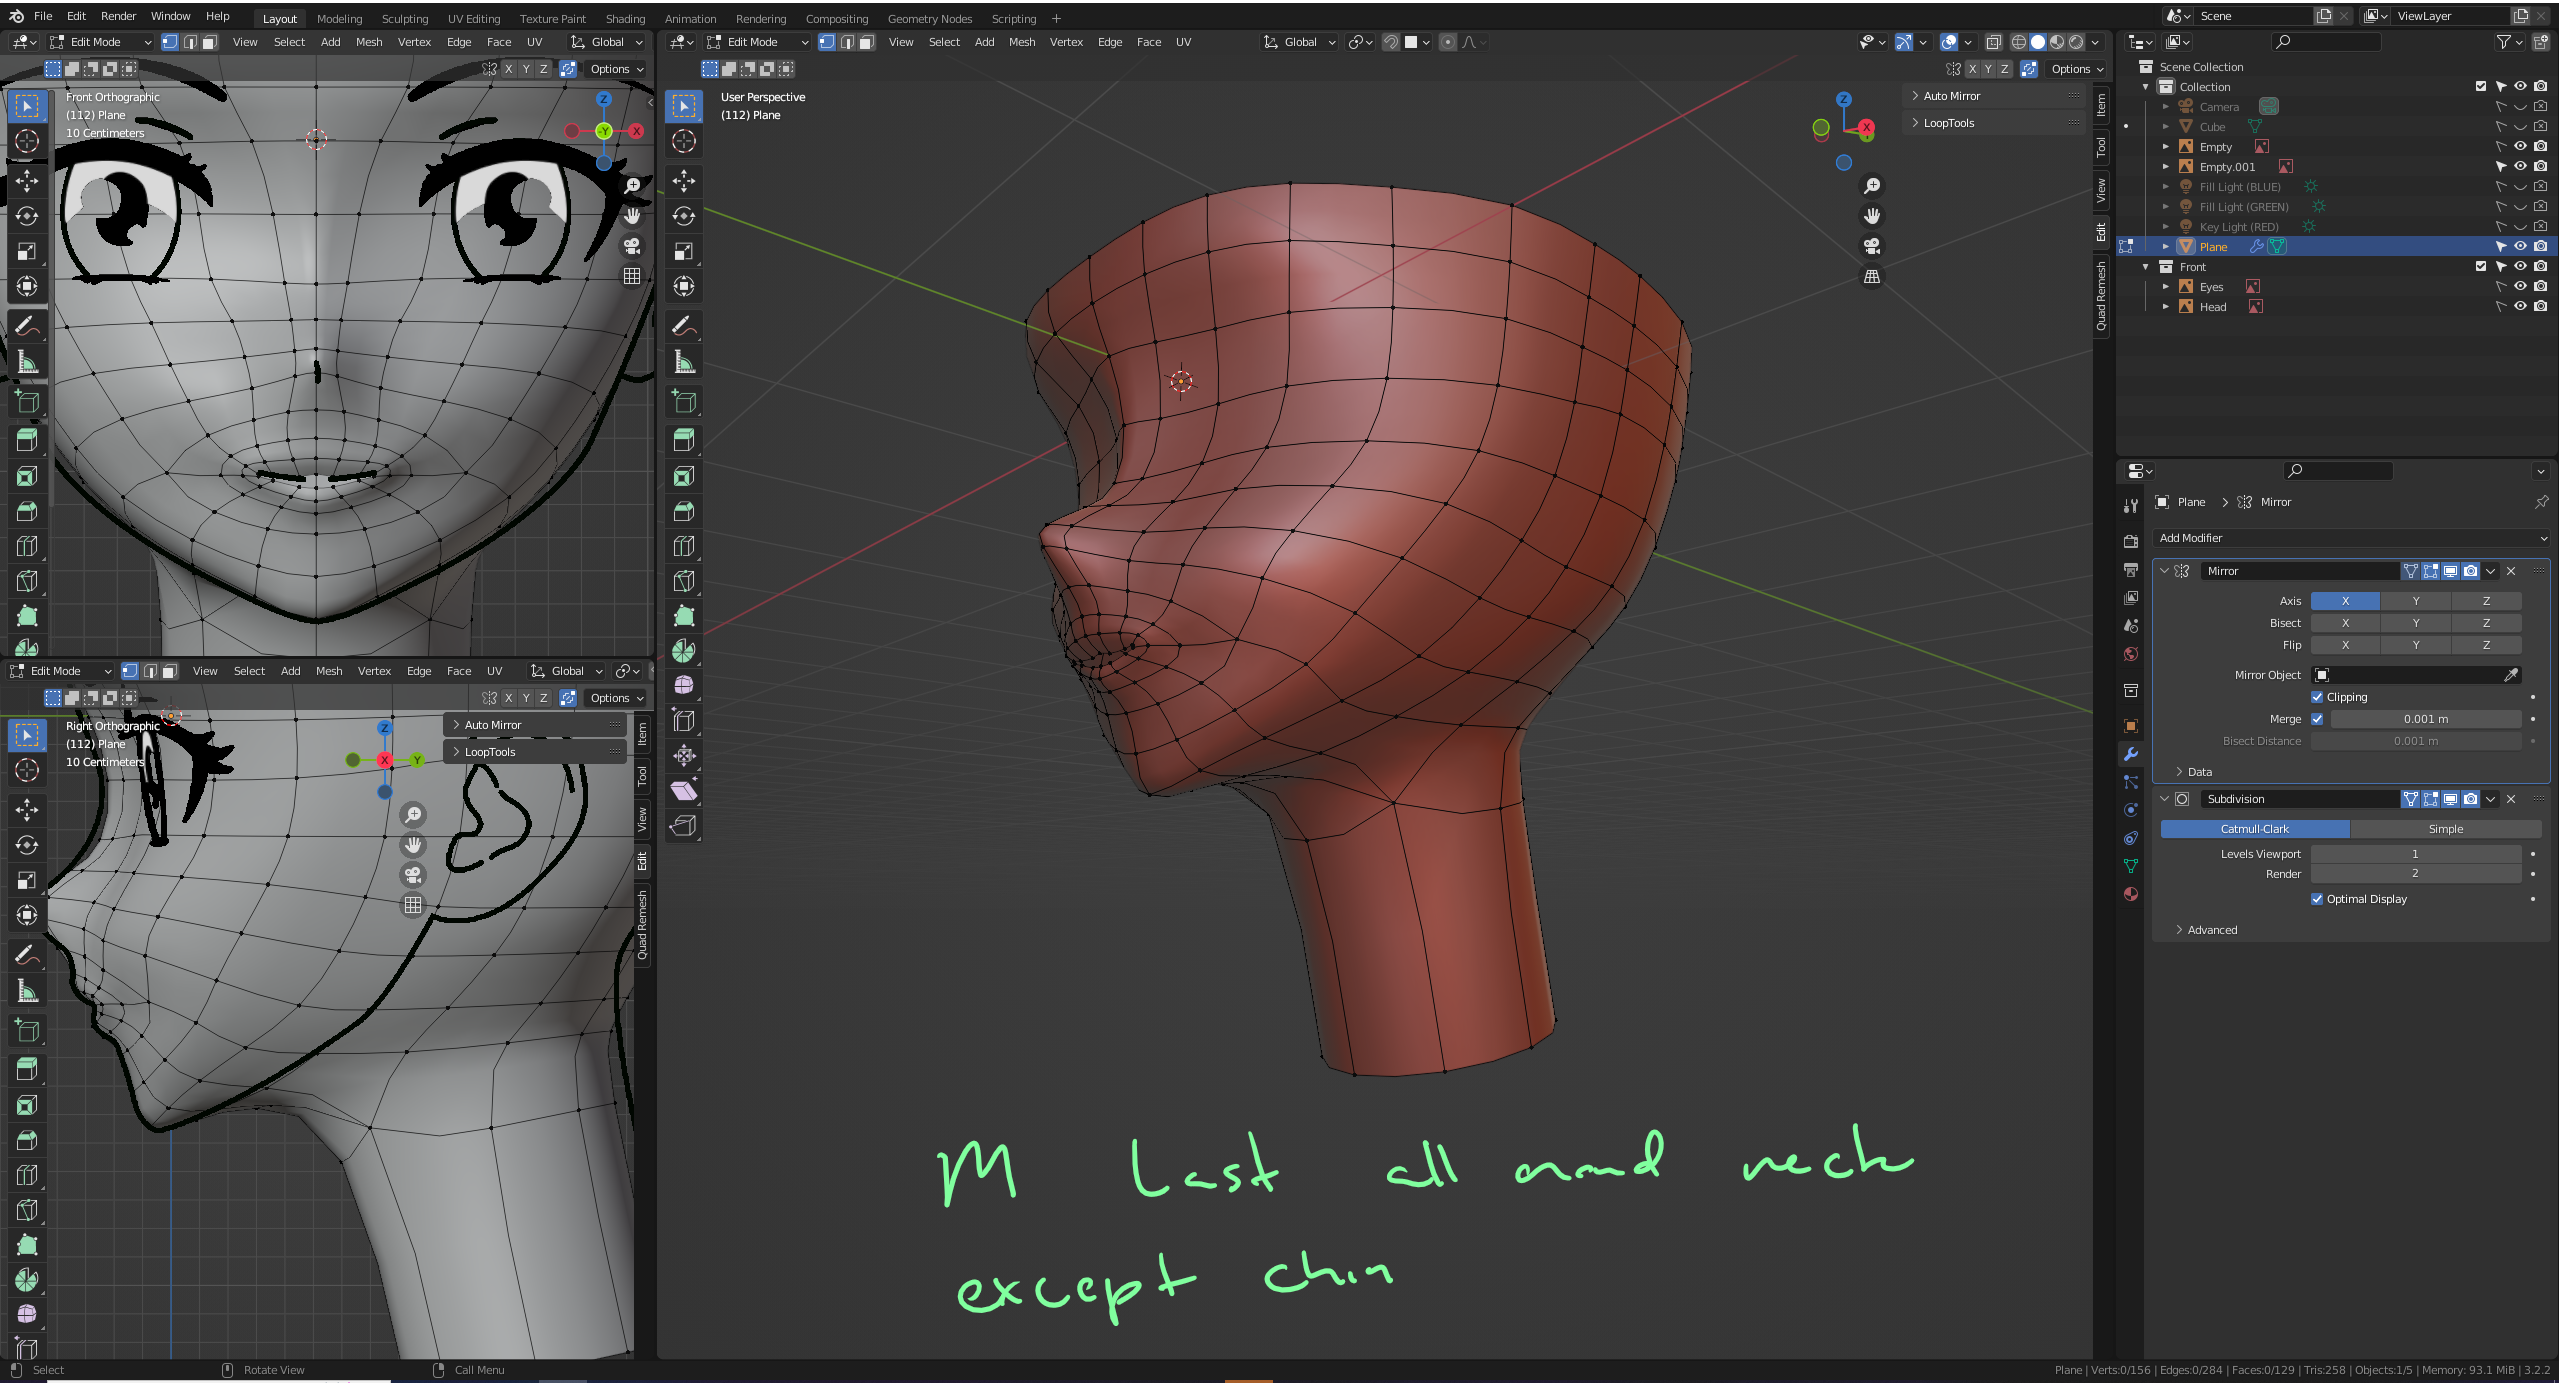 File Edit Render Window Help Layout Modeling Sculpting UV Editing Texture Paint Shading Animation Rendering Compositing Geometry Nodes Scripting + Scene ViewLayer
Edit Mode View Select Add Mesh Vertex Edge Face UV Global
Edit Mode View Select Add Mesh Vertex Edge Face UV Global
X Y Z Options
X Y Z Options
Front Orthographic
(112) Plane
10 Centimeters
Z
-Y
X
User Perspective
(112) Plane
Z
X
Auto Mirror
LoopTools
Item
Tool
View
Edit
Quad Remesh
Edit Mode View Select Add Mesh Vertex Edge Face UV Global
X Y Z Options
Right Orthographic
(112) Plane
10 Centimeters
Z
X
Y
Auto Mirror
LoopTools
Item
Tool
View
Edit
Quad Remesh
M Last all around neck
except chin
Scene Collection
Collection
Camera
Cube
Empty
Empty.001
Fill Light (BLUE)
Fill Light (GREEN)
Key Light (RED)
Plane
Front
Eyes
Head
Plane > Mirror
Add Modifier
Mirror
Axis X Y Z
Bisect X Y Z
Flip X Y Z
Mirror Object
Clipping
Merge 0.001 m
Bisect Distance 0.001 m
Data
Subdivision
Catmull-Clark Simple
Levels Viewport 1
Render 2
Optimal Display
Advanced
Select Rotate View Call Menu
Plane | Verts:0/156 | Edges:0/284 | Faces:0/129 | Tris:258 | Objects:1/5 | Memory: 93.1 MiB | 3.2.2